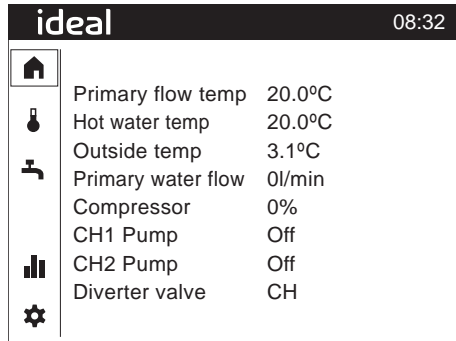 ideal 08:32
Primary flow temp 20.0ºC
Hot water temp 20.0ºC
Outside temp 3.1ºC
Primary water flow 0l/min
Compressor 0%
CH1 Pump Off
CH2 Pump Off
Diverter valve CH